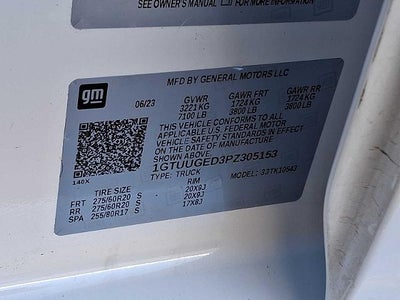 SEE OWNER'S MANUAL FOR MORE INFORMATION
gm
MFD BY GENERAL MOTORS LLC
06/23 GVWR GAWR FRT GAWR RR
3221 KG 1724 KG 1724 KG
7100 LB 3800 LB 3800 LB
THIS VEHICLE CONFORMS TO ALL
APPLICABLE U.S. FEDERAL MOTOR
VEHICLE SAFETY STANDARDS IN EFFECT
ON THE DATE OF MANUFACTURE
SHOWN ABOVE.
1GTUUGED3PZ305153
TYPE: TRUCK
140X
TIRE SIZE RIM
FRT 275/60R20 S 20X9J
RR 275/60R20 S 20X9J
SPA 255/80R17 S 17X8J